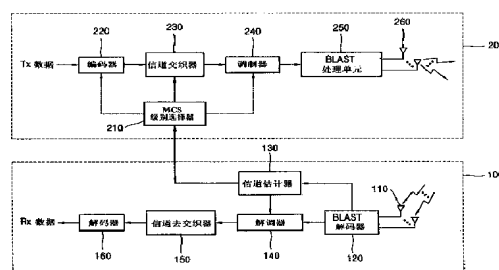 220
230
240
250
260
20
Tx 数据
编码器
信道交织器
调制器
BLAST
处理单元
MCS
级别选择器
210
130
10
110
信道估计器
Rx 数据
解码器
信道去交织器
解调器
BLAST
解码器
160
150
140
120